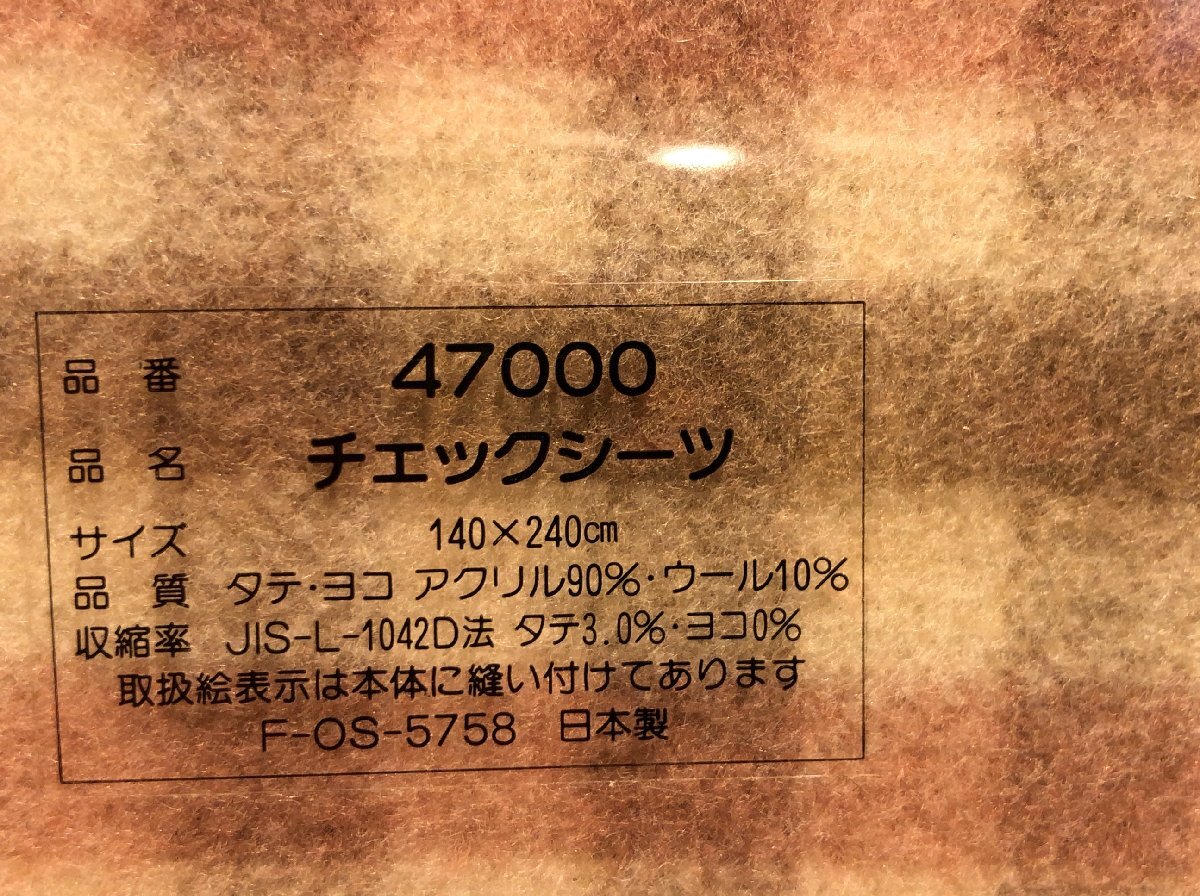 品番 47000
品名 チェックシーツ
サイズ 140×240cm
品質 タテ・ヨコ アクリル90%・ウール10%
収縮率 JIS-L-1042D法 タテ3.0%・ヨコ0%
取扱絵表示は本体に縫い付けてあります
F-OS-5758 日本製